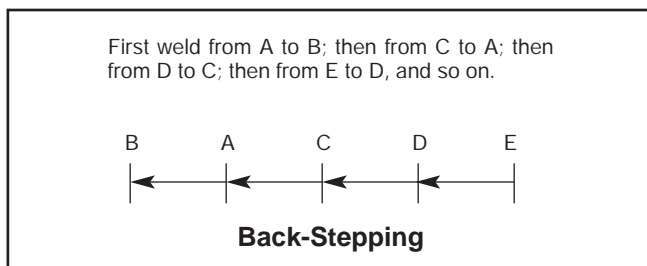 First weld from A to B; then from C to A; then
from D to C; then from E to D, and so on.
B A C D E
Back-Stepping